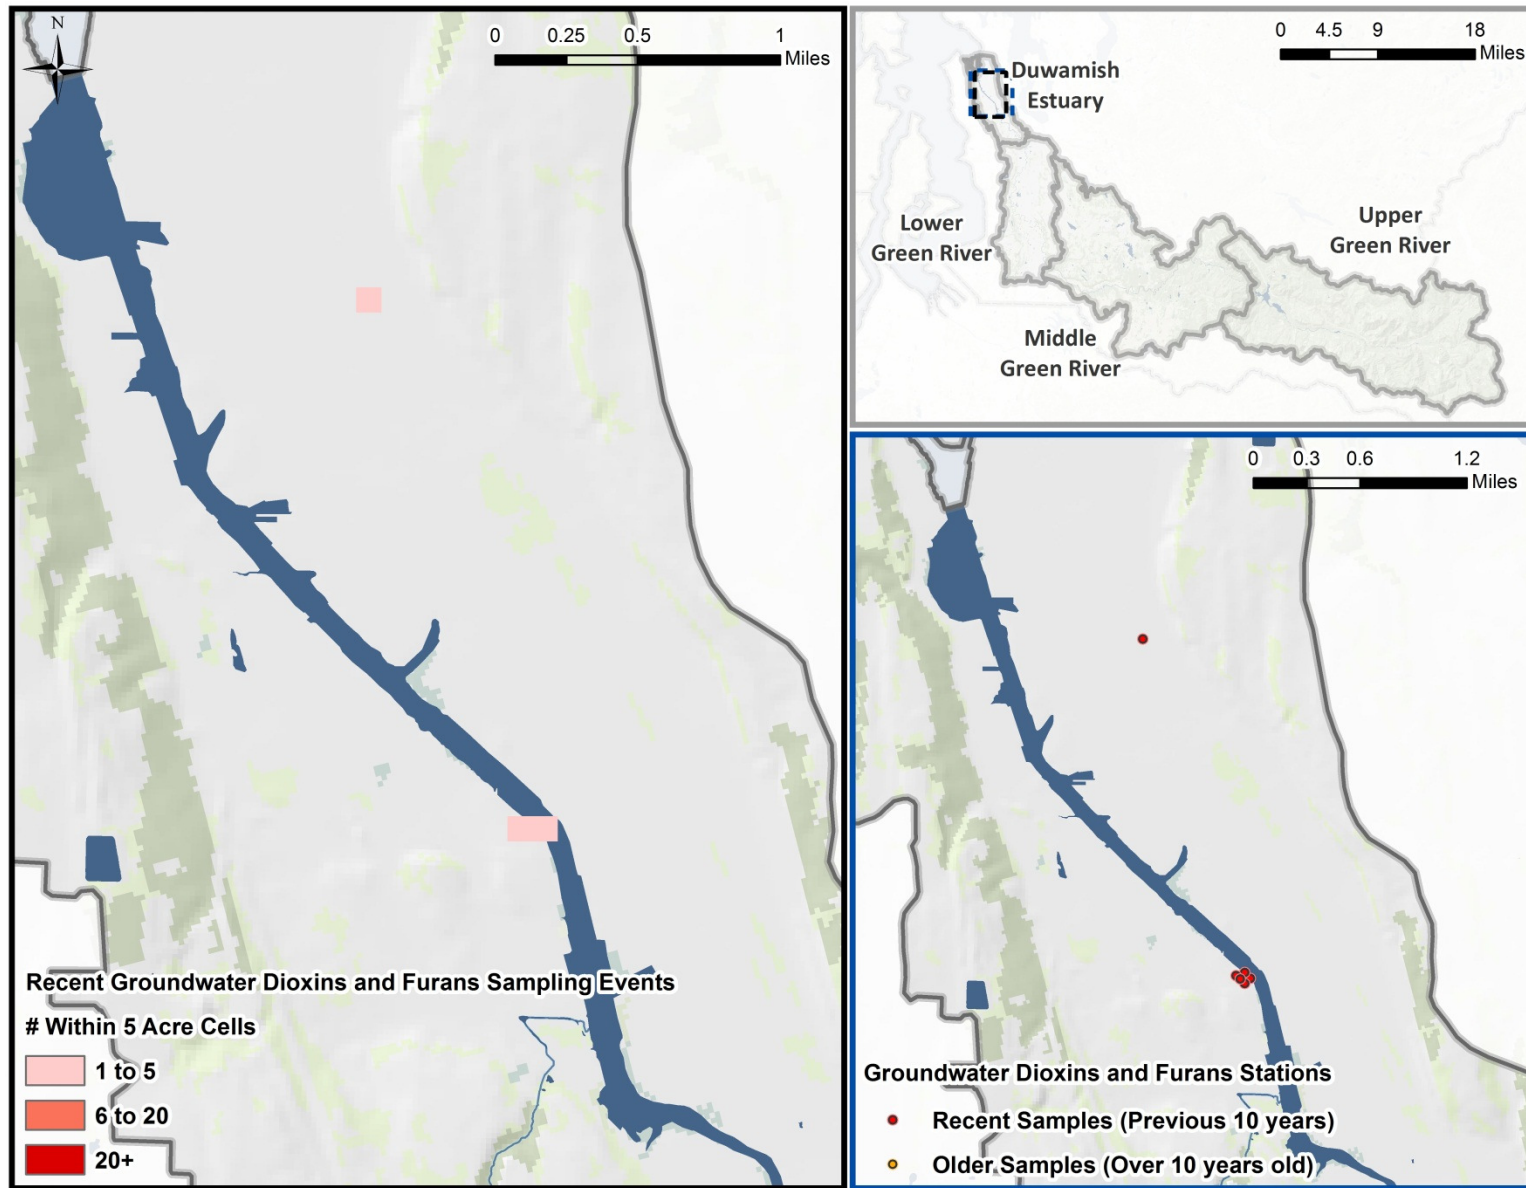 N
0 0.25 0.5 1
Miles
Recent Groundwater Dioxins and Furans Sampling Events
# Within 5 Acre Cells
1 to 5
6 to 20
20+
0 4.5 9 18
Miles
Duwamish
Estuary
Lower
Green River
Upper
Green River
Middle
Green River
0 0.3 0.6 1.2
Miles
Groundwater Dioxins and Furans Stations
Recent Samples (Previous 10 years)
Older Samples (Over 10 years old)